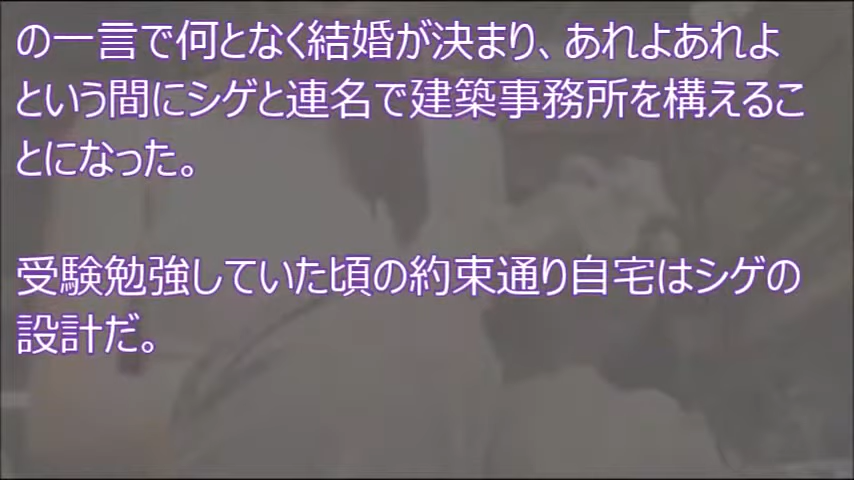 の一言で何となく結婚が決まり、あれよあれよ
という間にシゲと連名で建築事務所を構えるこ
とになった。
受験勉強していた頃の約束通り自宅はシゲの
設計だ。